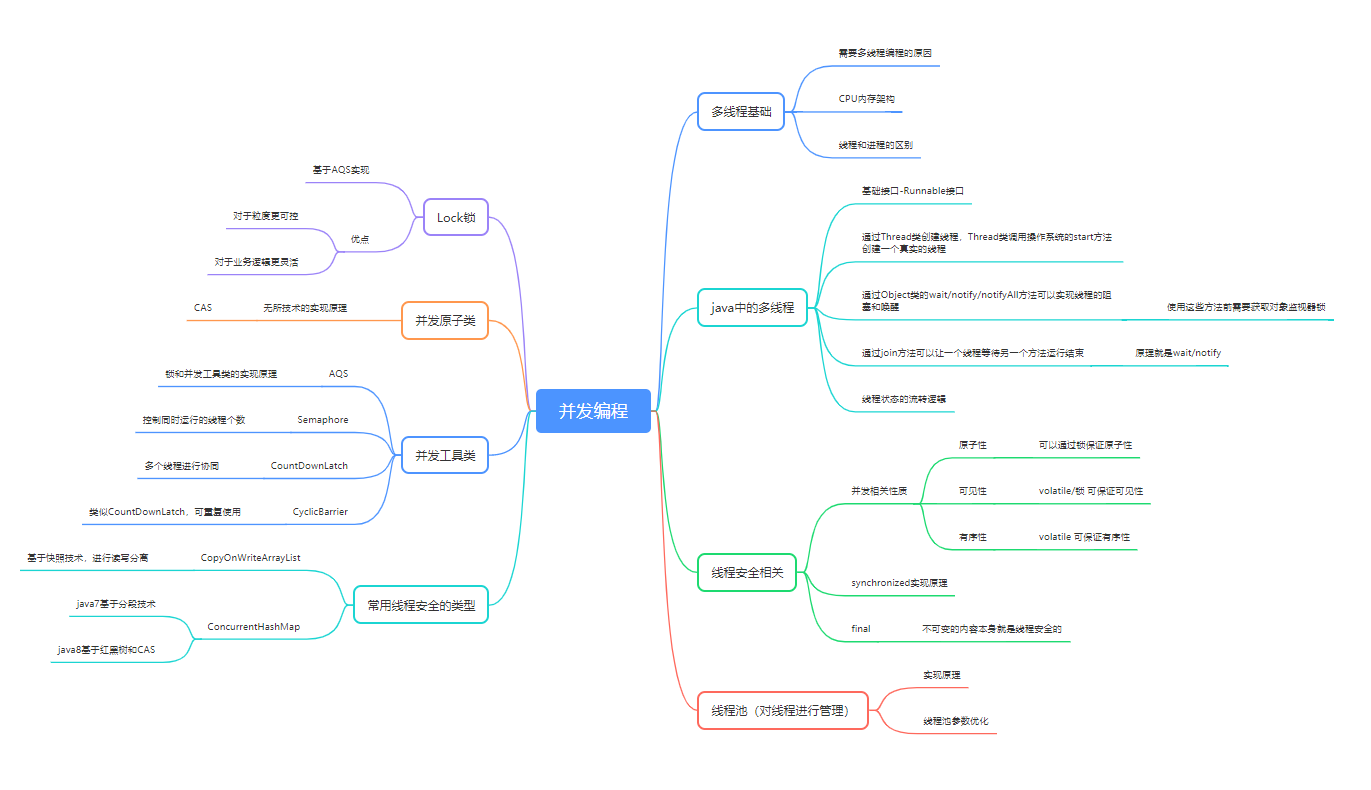 并发编程
多线程基础
需要多线程编程的原因
CPU内存架构
线程和进程的区别
java中的多线程
基础接口-Runnable接口
通过Thread类创建线程，Thread类调用操作系统的start方法
创建一个真实的线程
通过Object类的wait/notify/notifyAll方法可以实现线程的阻
塞和唤醒
使用这些方法前需要获取对象监视器锁
通过join方法可以让一个线程等待另一个方法运行结束
原理就是wait/notify
线程状态的流转逻辑
线程安全相关
并发相关性质
原子性
可以通过锁保证原子性
可见性
volatile/锁 可保证可见性
有序性
volatile 可保证有序性
synchronized实现原理
final
不可变的内容本身就是线程安全的
线程池（对线程进行管理）
实现原理
线程池参数优化
Lock锁
基于AQS实现
优点
对于粒度更可控
对于业务逻辑更灵活
并发原子类
无所技术的实现原理
CAS
并发工具类
AQS
锁和并发工具类的实现原理
Semaphore
控制同时运行的线程个数
CountDownLatch
多个线程进行协同
CyclicBarrier
类似CountDownLatch，可重复使用
常用线程安全的类型
CopyOnWriteArrayList
基于快照技术，进行读写分离
ConcurrentHashMap
java7基于分段技术
java8基于红黑树和CAS